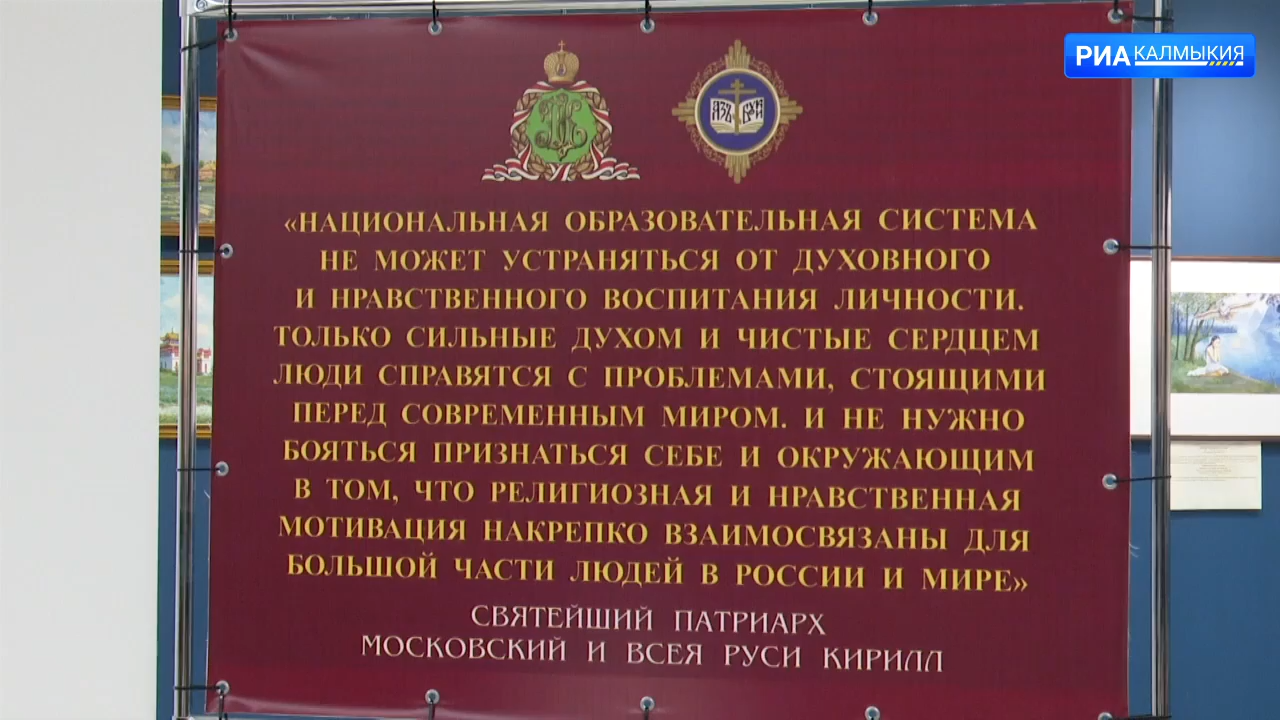 РИА КАЛМЫКИЯ
«НАЦИОНАЛЬНАЯ ОБРАЗОВАТЕЛЬНАЯ СИСТЕМА
НЕ МОЖЕТ УСТРАНЯТЬСЯ ОТ ДУХОВНОГО
И НРАВСТВЕННОГО ВОСПИТАНИЯ ЛИЧНОСТИ.
ТОЛЬКО СИЛЬНЫЕ ДУХОМ И ЧИСТЫЕ СЕРДЦЕМ
ЛЮДИ СПРАВЯТСЯ С ПРОБЛЕМАМИ, СТОЯЩИМИ
ПЕРЕД СОВРЕМЕННЫМ МИРОМ. И НЕ НУЖНО
БОЯТЬСЯ ПРИЗНАТЬСЯ СЕБЕ И ОКРУЖАЮЩИМ
В ТОМ, ЧТО РЕЛИГИОЗНАЯ И НРАВСТВЕННАЯ
МОТИВАЦИЯ НАКРЕПКО ВЗАИМОСВЯЗАНЫ ДЛЯ
БОЛЬШОЙ ЧАСТИ ЛЮДЕЙ В РОССИИ И МИРЕ»
СВЯТЕЙШИЙ ПАТРИАРХ
МОСКОВСКИЙ И ВСЕЯ РУСИ КИРИЛЛ